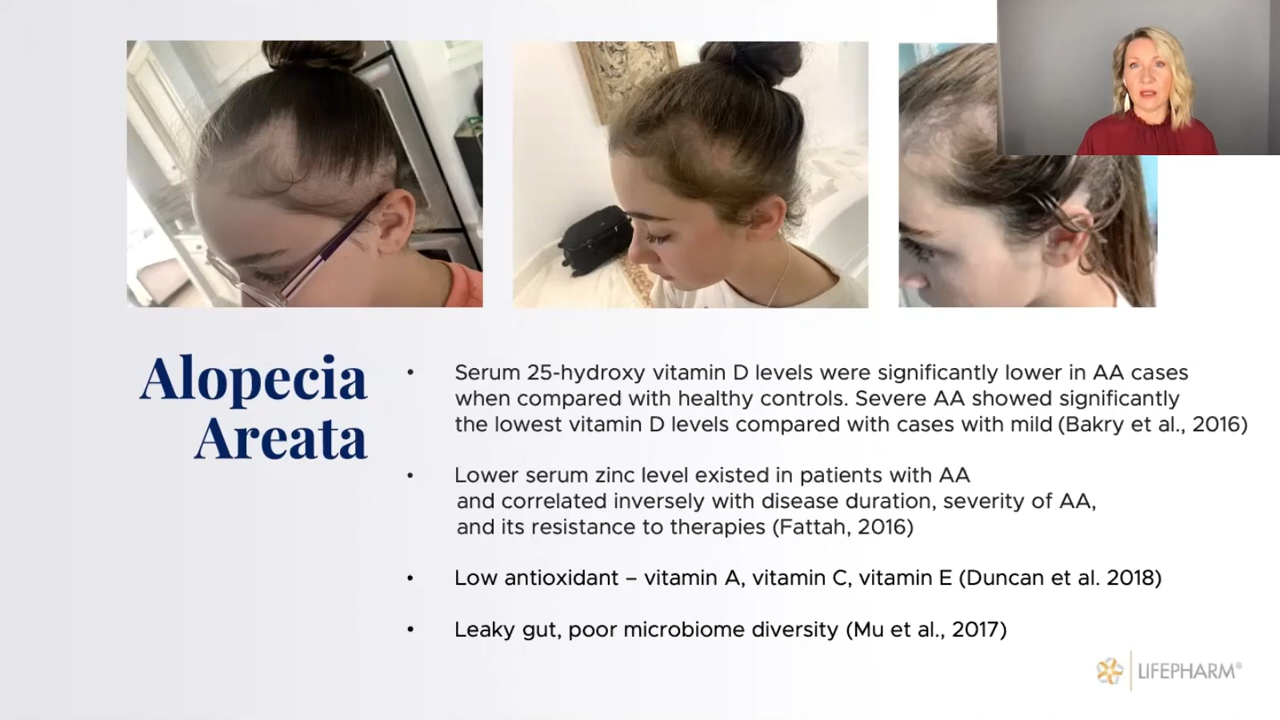 Alopecia
Areata
• Serum 25-hydroxy vitamin D levels were significantly lower in AA cases
when compared with healthy controls. Severe AA showed significantly
the lowest vitamin D levels compared with cases with mild (Bakry et al., 2016)
• Lower serum zinc level existed in patients with AA
and correlated inversely with disease duration, severity of AA,
and its resistance to therapies (Fattah, 2016)
• Low antioxidant – vitamin A, vitamin C, vitamin E (Duncan et al. 2018)
• Leaky gut, poor microbiome diversity (Mu et al., 2017)
LIFEPHARM®